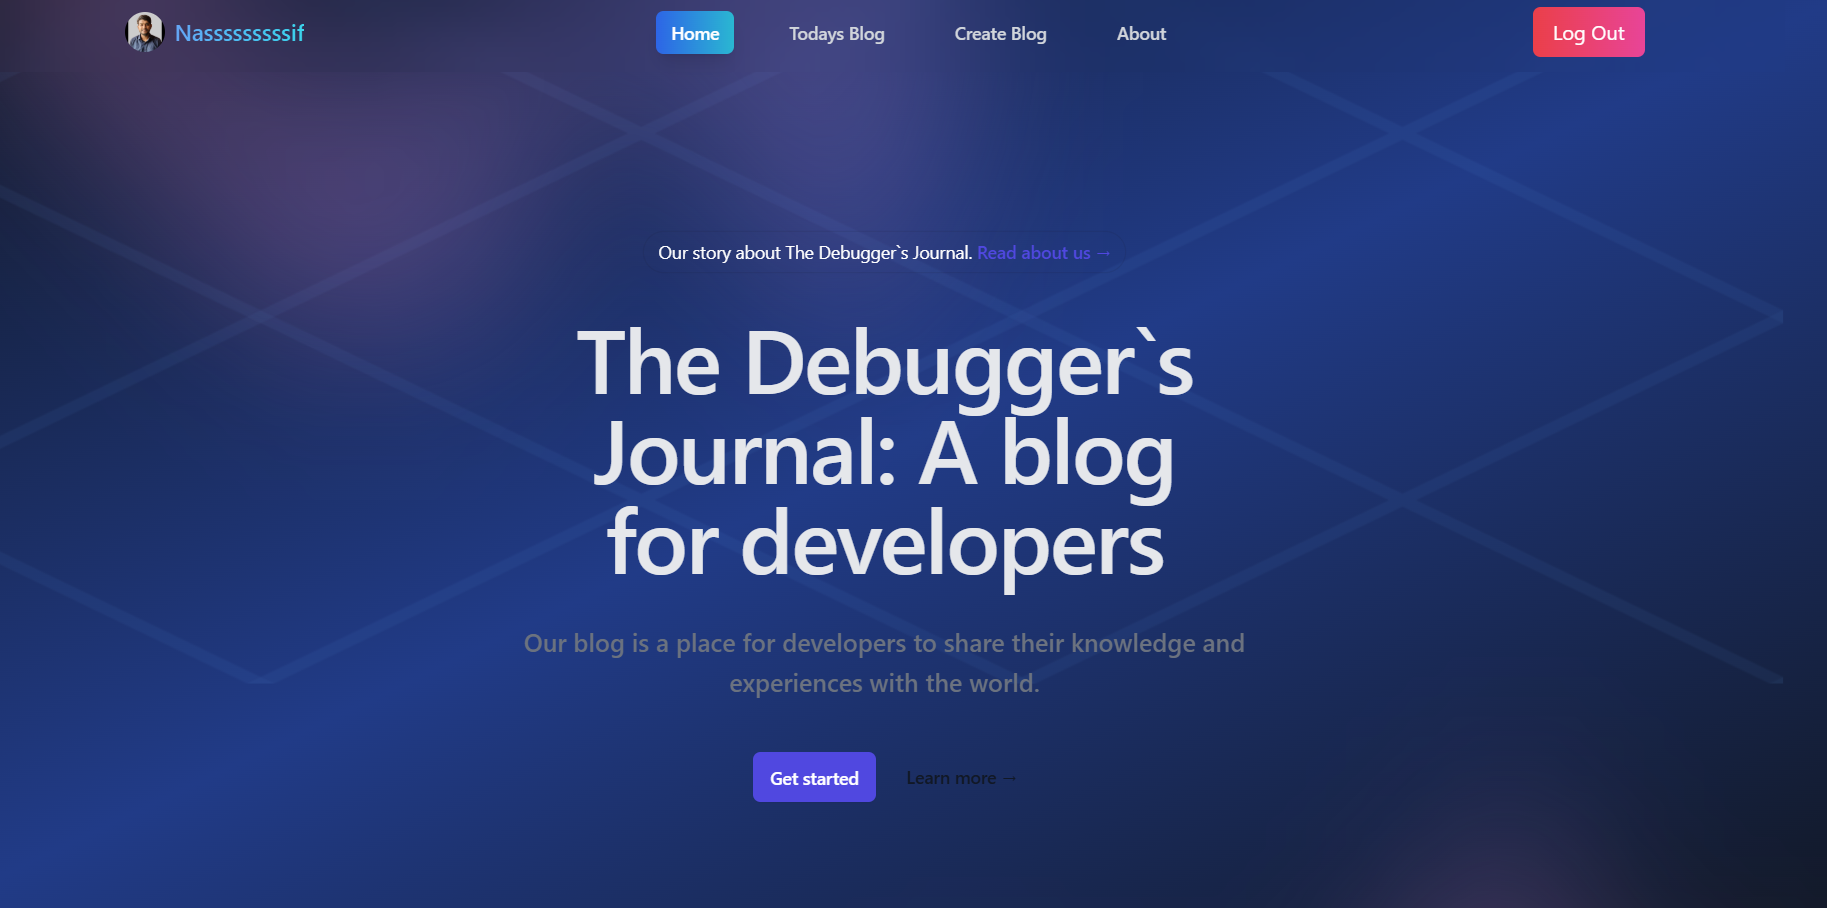 Nasssssssssif
Home
Todays Blog
Create Blog
About
Log Out
Our story about The Debugger`s Journal. Read about us →
The Debugger`s
Journal: A blog
for developers
Our blog is a place for developers to share their knowledge and
experiences with the world.
Get started
Learn more →